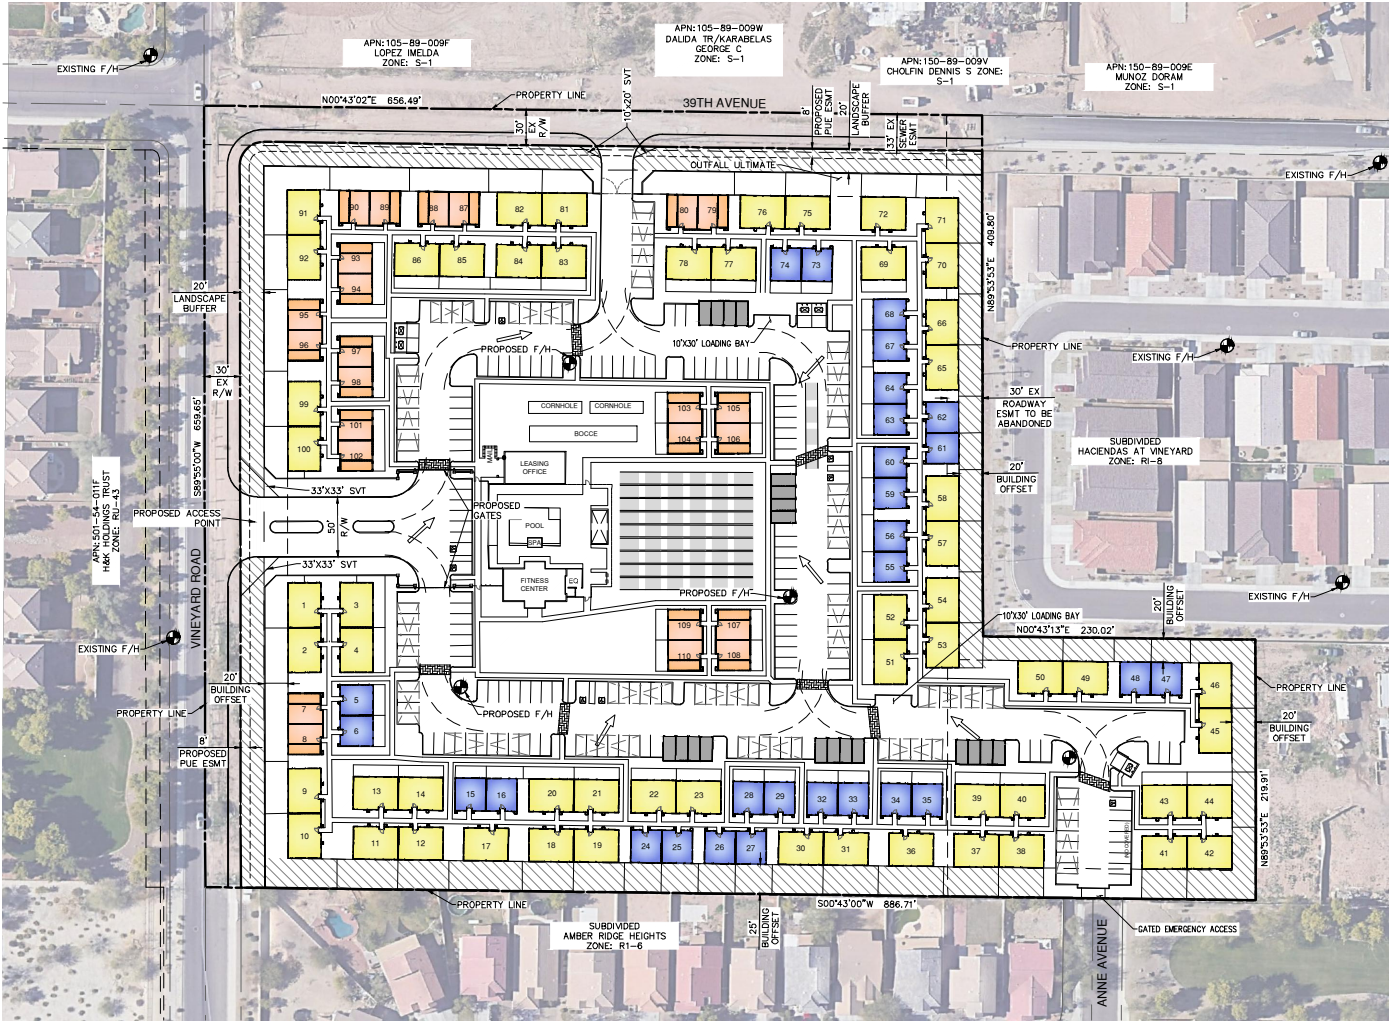 APN:105-89-009F
LOPEZ IMELDA
ZONE: S-1
APN:105-89-009W
DALIDA TR/KARABELAS
GEORGE C
ZONE: S-1
APN:150-89-009V
CHOLFIN DENNIS S ZONE:
S-1
APN:150-89-009E
MUNOZ DORAM
ZONE: S-1
EXISTING F/H
N00°43'02"E 656.49'
PROPERTY LINE
39TH AVENUE
30'
EX
R/W
10'x20' SVT
8'
PROPOSED
PUE ESMT
20'
LANDSCAPE
BUFFER
33' EX
SEWER
ESMT
OUTFALL ULTIMATE
EXISTING F/H
91
90
89
88
87
82
81
80
79
76
75
72
71
92
93
94
86
85
84
83
78
77
74
73
69
70
N89°53'53"E 409.80'
20'
LANDSCAPE
BUFFER
95
96
97
98
PROPOSED F/H
10'X30' LOADING BAY
68
67
66
65
PROPERTY LINE
EXISTING F/H
30'
EX
R/W
S89°55'00"W 659.65'
99
100
101
102
CORNHOLE
CORNHOLE
BOCCE
103
104
105
106
64
63
62
61
30' EX
ROADWAY
ESMT TO BE
ABANDONED
SUBDIVIDED
HACIENDAS AT VINEYARD
ZONE: RI-8
MAIL
LEASING
OFFICE
60
59
20'
BUILDING
OFFSET
58
57
APN:501-54-011F
H&K HOLDINGS TRUST
ZONE: RU-43
33'X33' SVT
PROPOSED ACCESS
POINT
50'
R/W
PROPOSED
GATES
POOL
SPA
56
55
33'X33' SVT
FITNESS
CENTER
EQ
PROPOSED F/H
54
53
20'
BUILDING
OFFSET
EXISTING F/H
VINEYARD ROAD
1
2
3
4
109
110
107
108
52
51
10'X30' LOADING BAY
N00°43'13"E 230.02'
EXISTING F/H
20'
BUILDING
OFFSET
50
49
48
47
46
45
PROPERTY LINE
PROPERTY LINE
7
8
5
6
PROPOSED F/H
20'
BUILDING
OFFSET
8'
PROPOSED
PUE ESMT
9
10
13
14
15
16
20
21
22
23
28
29
32
33
34
35
39
40
43
44
N89°53'53"E 219.91'
11
12
17
18
19
24
25
26
27
30
31
36
37
38
41
42
PROPERTY LINE
S00°43'00"W 886.71'
25'
BUILDING
OFFSET
SUBDIVIDED
AMBER RIDGE HEIGHTS
ZONE: R1-6
GATED EMERGENCY ACCESS
ANNE AVENUE